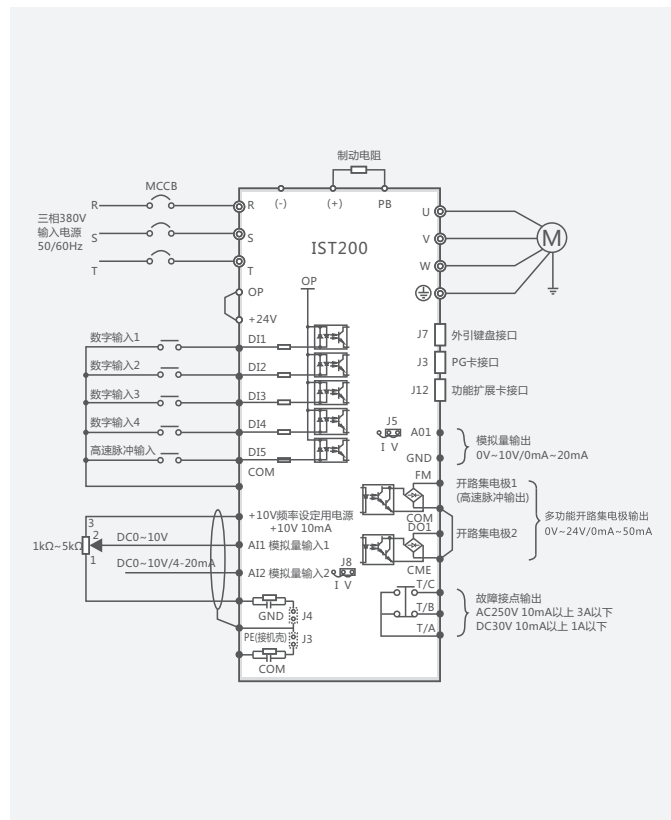 制动电阻
MCCB
(-)
(+)
PB
R
R
三相380V
输入电源
50/60Hz
S
S
T
T
IST200
U
V
W
M
OP
OP
+24V
数字输入1
DI1
数字输入2
DI2
数字输入3
DI3
数字输入4
DI4
高速脉冲输入
DI5
COM
J7
外引键盘接口
J3
PG卡接口
J12
功能扩展卡接口
J5
I V
A01
GND
模拟量输出
0V~10V/0mA~20mA
FM
开路集电极1
(高速脉冲输出)
COM
DO1
开路集电极2
CME
多功能开路集电极输出
0V~24V/0mA~50mA
+10V频率设定用电源
+10V 10mA
3
2
1
1kΩ~5kΩ
DC0~10V
AI1 模拟量输入1
DC0~10V/4-20mA
AI2 模拟量输入2
J8
I V
GND
J4
PE(接机壳)
J3
COM
T/C
T/B
T/A
故障接点输出
AC250V 10mA以上 3A以下
DC30V 10mA以上 1A以下